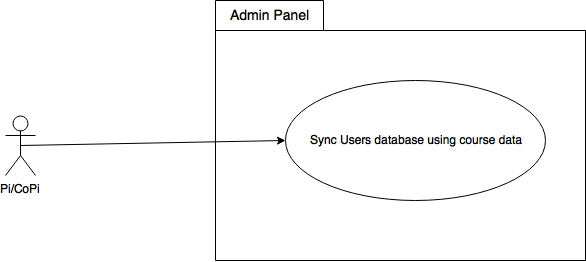 Admin Panel
Sync Users database using course data
Pi/CoPi